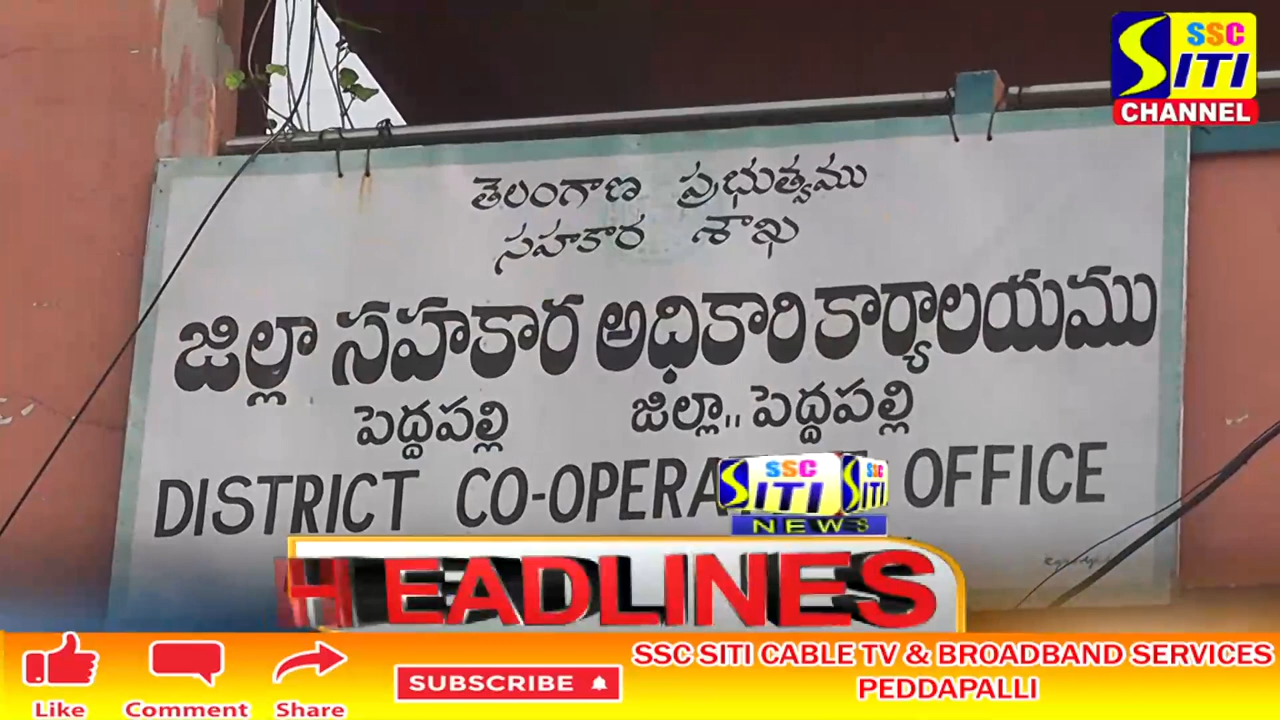 SSC
SITI
CHANNEL
తెలంగాణ ప్రభుత్వము
సహకార శాఖ
జిల్లా సహకార అధికారి కార్యాలయము
పెద్దపల్లి జిల్లా,, పెద్దపల్లి
DISTRICT CO-OPERA OFFICE
SSC SSC
SITI SITI
NEWS
HEADLINES
SSC SITI CABLE TV & BROADBAND SERVICES
PEDDAPALLI
SUBSCRIBE
Like Comment Share